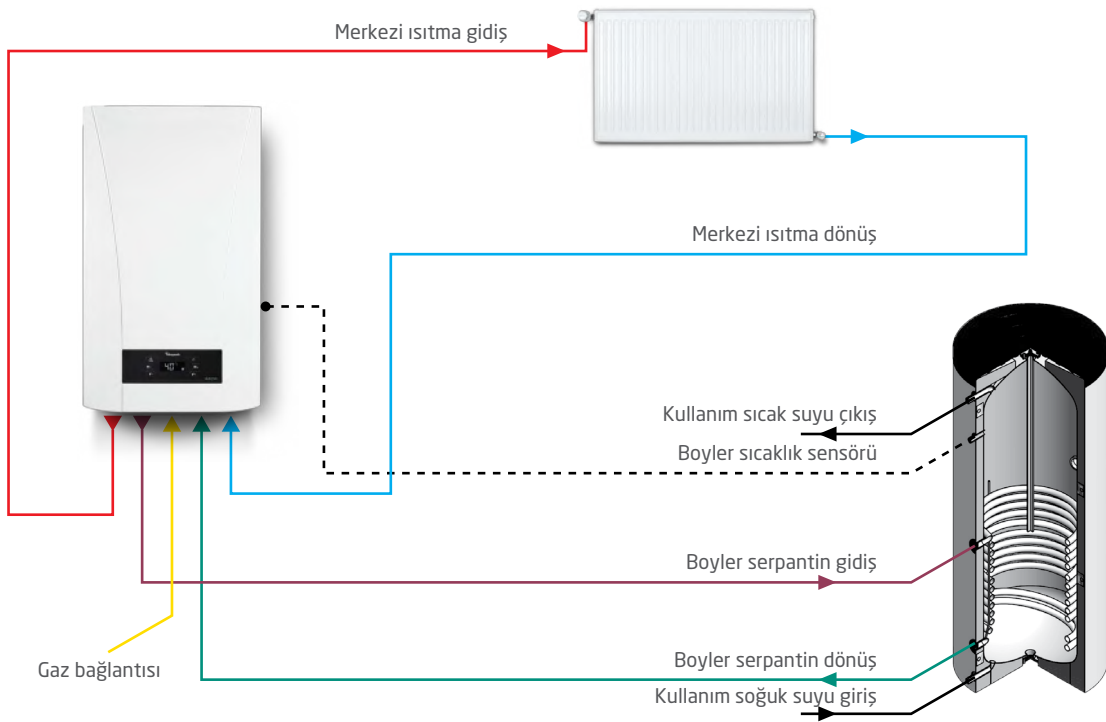 Merkezi ısıtma gidiş
Merkezi ısıtma dönüş
Kullanım sıcak suyu çıkış
Boyler sıcaklık sensörü
Boyler serpantin gidiş
Gaz bağlantısı
Boyler serpantin dönüş
Kullanım soğuk suyu giriş